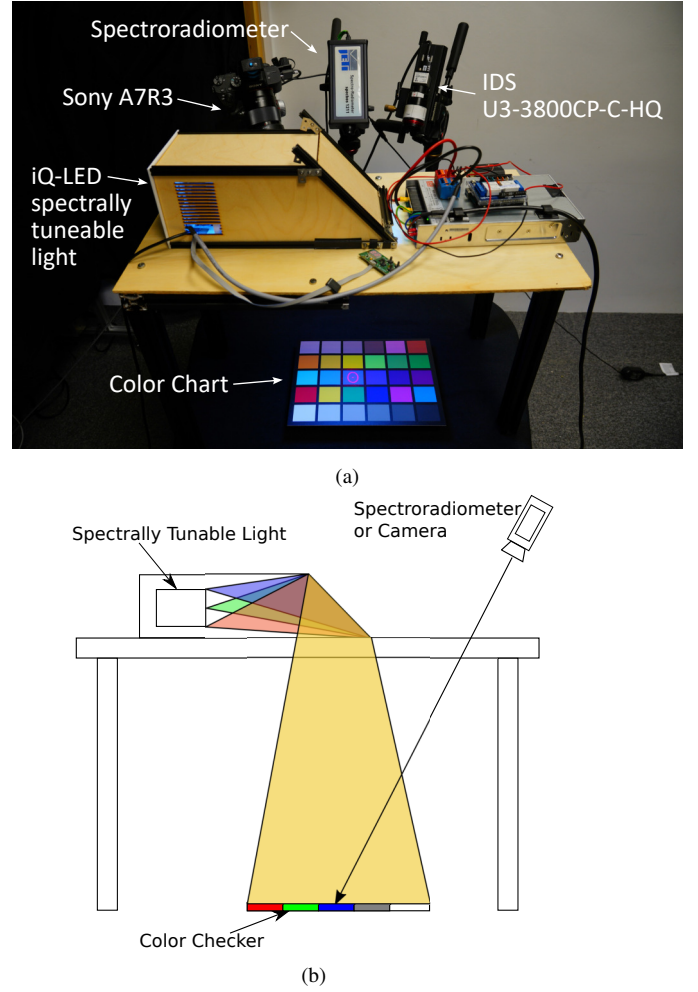 Spectroradiometer
JETI
Sony A7R3
IDS
U3-3800CP-C-HQ
iQ-LED
spectrally
tuneable
light
Color Chart
(a)
Spectroradiometer
or Camera
Spectrally Tunable Light
Color Checker
(b)